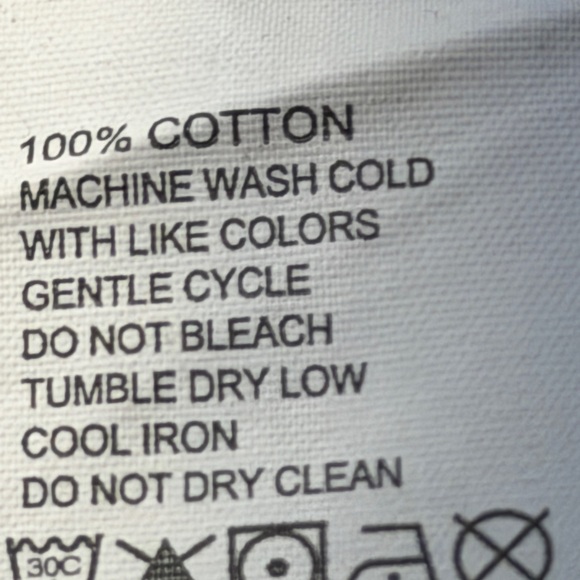 100% COTTON
MACHINE WASH COLD
WITH LIKE COLORS
GENTLE CYCLE
DO NOT BLEACH
TUMBLE DRY LOW
COOL IRON
DO NOT DRY CLEAN
30C